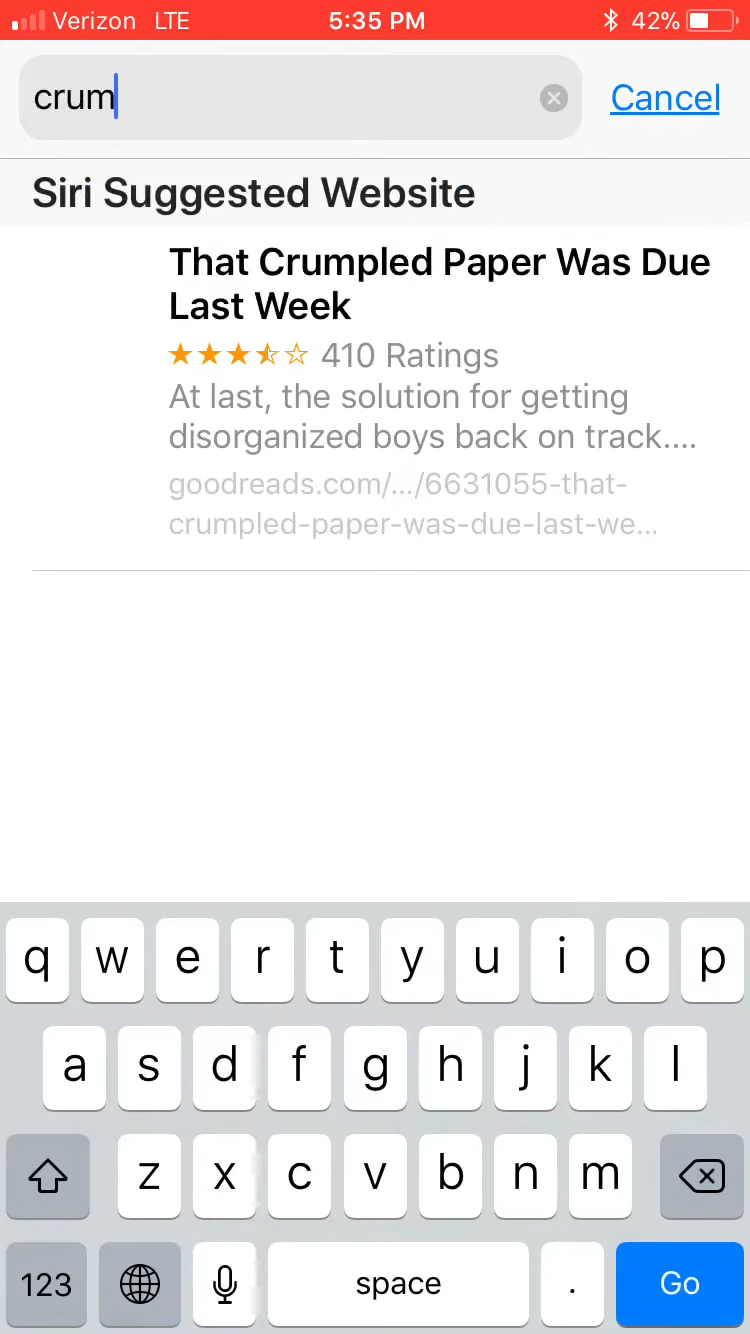 Verizon LTE 5:35 PM 42%
crum Cancel
Siri Suggested Website
That Crumpled Paper Was Due
Last Week
410 Ratings
At last, the solution for getting
disorganized boys back on track....
goodreads.com/.../6631055-that-
crumpled-paper-was-due-last-we...
q w e r t y u i o p
a s d f g h j k l
z x c v b n m
123 space . Go